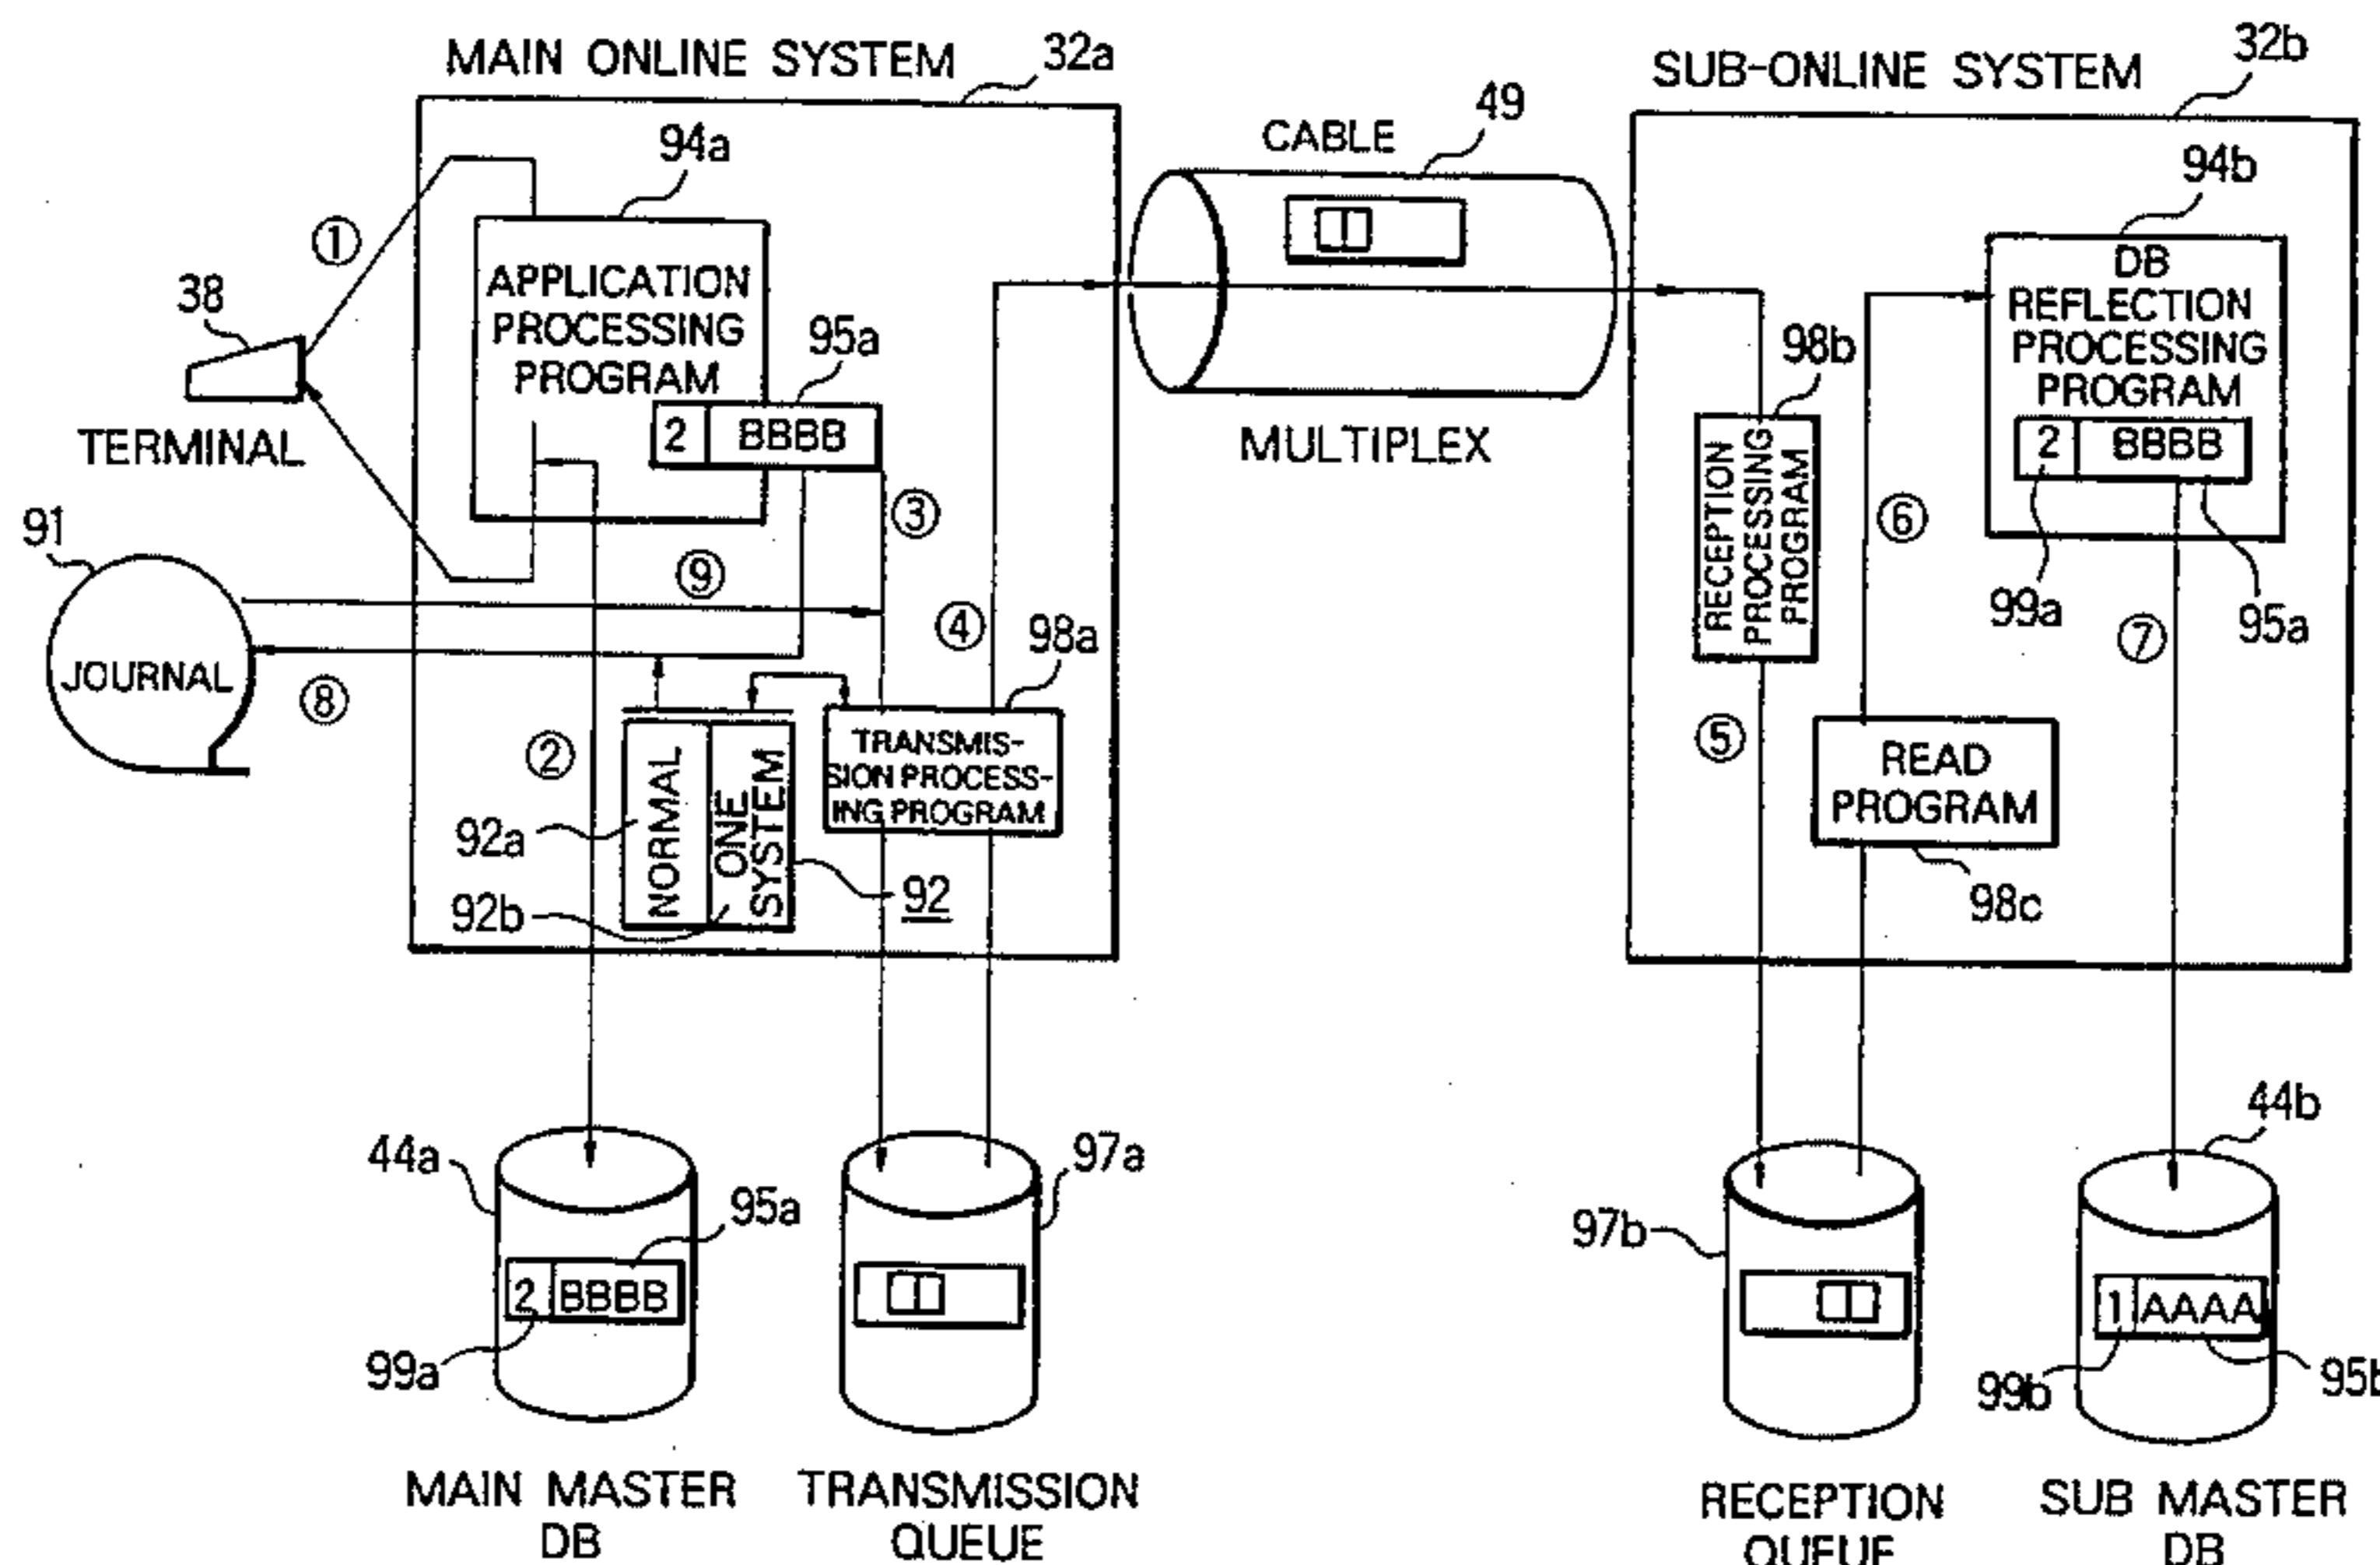 MAIN ONLINE SYSTEM
32a
SUB-ONLINE SYSTEM
32b
CABLE
49
MULTIPLEX
94a
APPLICATION
PROCESSING
PROGRAM
95a
2 BBBB
①
38
TERMINAL
91
JOURNAL
⑧
⑨
③
④
②
98a
TRANSMIS-
SION PROCESS-
ING PROGRAM
NORMAL
ONE
SYSTEM
92a
92b
92
94b
DB
REFLECTION
PROCESSING
PROGRAM
2 BBBB
99a
95a
98b
RECEPTION
PROCESSING
PROGRAM
⑥
⑤
⑦
READ
PROGRAM
98c
44a
95a
2 BBBB
99a
MAIN MASTER
DB
97a
TRANSMISSION
QUEUE
97b
RECEPTION
QUEUE
44b
1 AAAA
99b
95b
SUB MASTER
DB